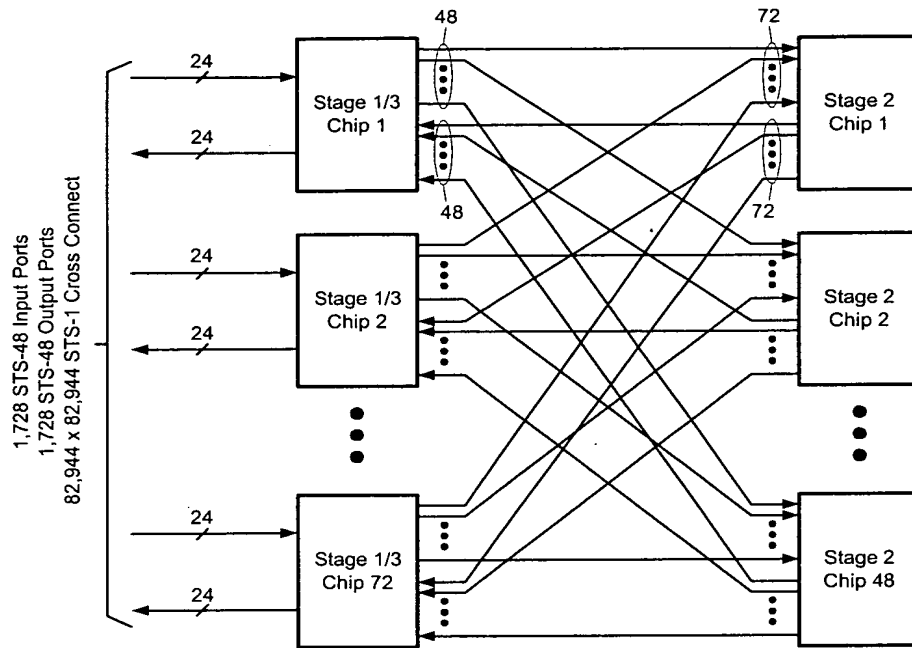 48
72
24
Stage 1/3
Chip 1
Stage 2
Chip 1
24
48
72
1,728 STS-48 Input Ports
1,728 STS-48 Output Ports
82,944 x 82,944 STS-1 Cross Connect
24
Stage 1/3
Chip 2
Stage 2
Chip 2
24
24
Stage 1/3
Chip 72
Stage 2
Chip 48
24